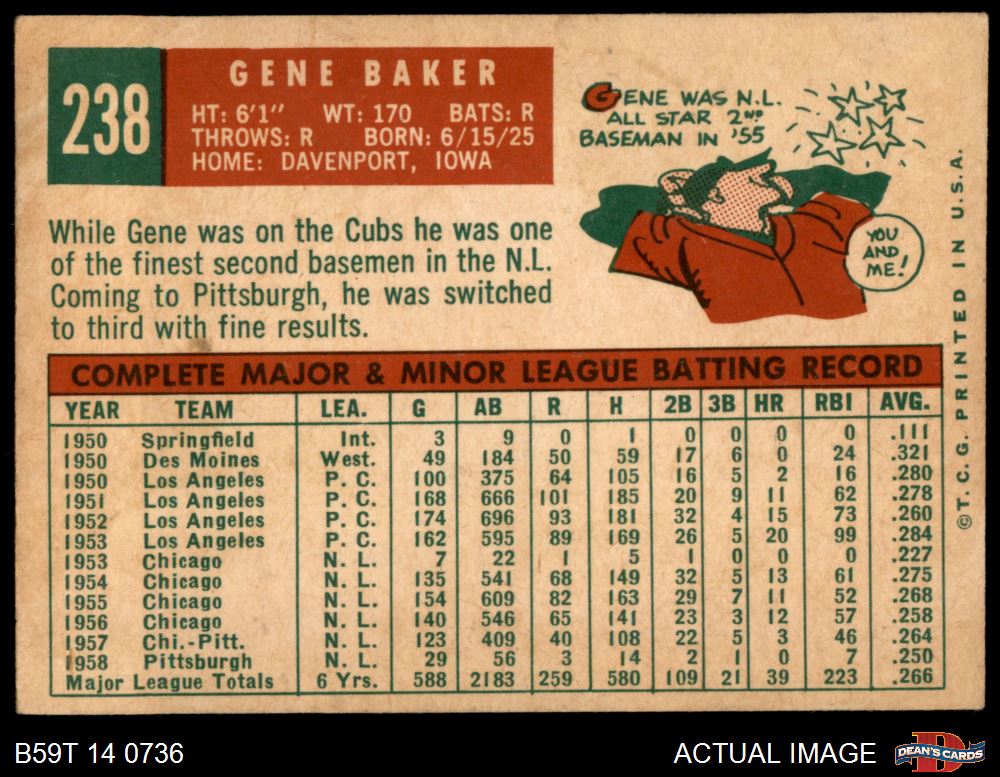 238
GENE BAKER
HT: 6'1" WT: 170 BATS: R
THROWS: R BORN: 6/15/25
HOME: DAVENPORT, IOWA
GENE WAS N.L.
ALL STAR 2ND
BASEMAN IN '55
YOU
AND
ME!
While Gene was on the Cubs he was one
of the finest second basemen in the N.L.
Coming to Pittsburgh, he was switched
to third with fine results.
COMPLETE MAJOR & MINOR LEAGUE BATTING RECORD
YEAR TEAM LEA. G AB R H 2B 3B HR RBI AVG.
1950 Springfield Int. 3 9 0 1 0 0 0 0 .111
1950 Des Moines West. 49 184 50 59 17 6 0 24 .321
1950 Los Angeles P. C. 100 375 64 105 16 5 2 16 .280
1951 Los Angeles P. C. 168 666 101 185 20 9 11 62 .278
1952 Los Angeles P. C. 174 696 93 181 32 4 15 73 .260
1953 Los Angeles P. C. 162 595 89 169 26 5 20 99 .284
1953 Chicago N. L. 7 22 1 5 1 0 0 0 .227
1954 Chicago N. L. 135 541 68 149 32 5 13 61 .275
1955 Chicago N. L. 154 609 82 163 29 7 11 52 .268
1956 Chicago N. L. 140 546 65 141 23 3 12 57 .258
1957 Chi.-Pitt. N. L. 123 409 40 108 22 5 3 46 .264
1958 Pittsburgh N. L. 29 56 3 14 2 1 0 7 .250
Major League Totals 6 Yrs. 588 2183 259 580 109 21 39 223 .266
©T. C. G. PRINTED IN U.S.A.
B59T 14 0736
ACTUAL IMAGE
D
DEAN'S CARDS